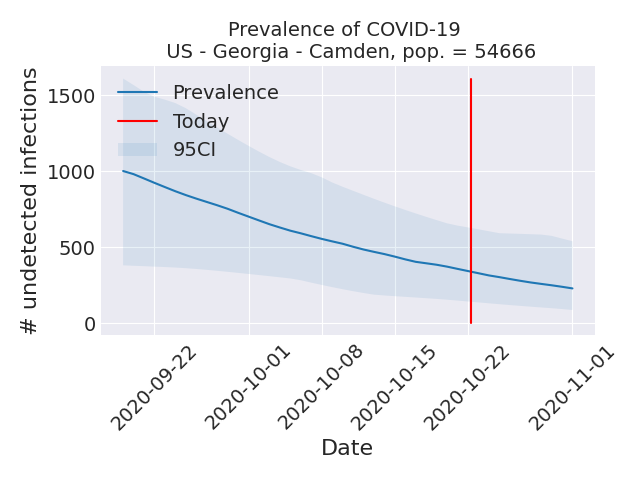 Prevalence of COVID-19
US - Georgia - Camden, pop. = 54666
# undetected infections
1500
1000
500
0
Prevalence
Today
95CI
2020-09-22
2020-10-01
2020-10-08
2020-10-15
2020-10-22
2020-11-01
Date